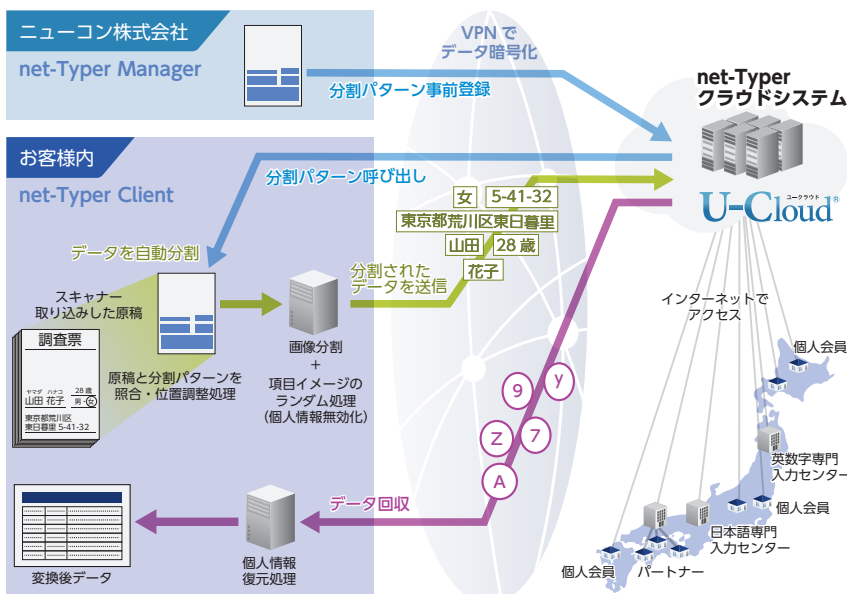 ニューコン株式会社
net-Typer Manager
分割パターン事前登録
VPNで
データ暗号化
net-Typer
クラウドシステム
ユークラウド
U-Cloud®
お客様内
net-Typer Client
分割パターン呼び出し
データを自動分割
スキャナー
取り込みした原稿
調査票
ヤマダ ハナコ
山田 花子
28歳
男・女
東京都荒川区
東日暮里 5-41-32
原稿と分割パターンを
照合・位置調整処理
画像分割
+
項目イメージの
ランダム処理
(個人情報無効化)
分割された
データを送信
女
5-41-32
東京都荒川区東日暮里
山田
28歳
花子
9
y
Z
7
A
データ回収
個人情報
復元処理
変換後データ
インターネットで
アクセス
個人会員
英数字専門
入力センター
個人会員
日本語専門
入力センター
個人会員
パートナー